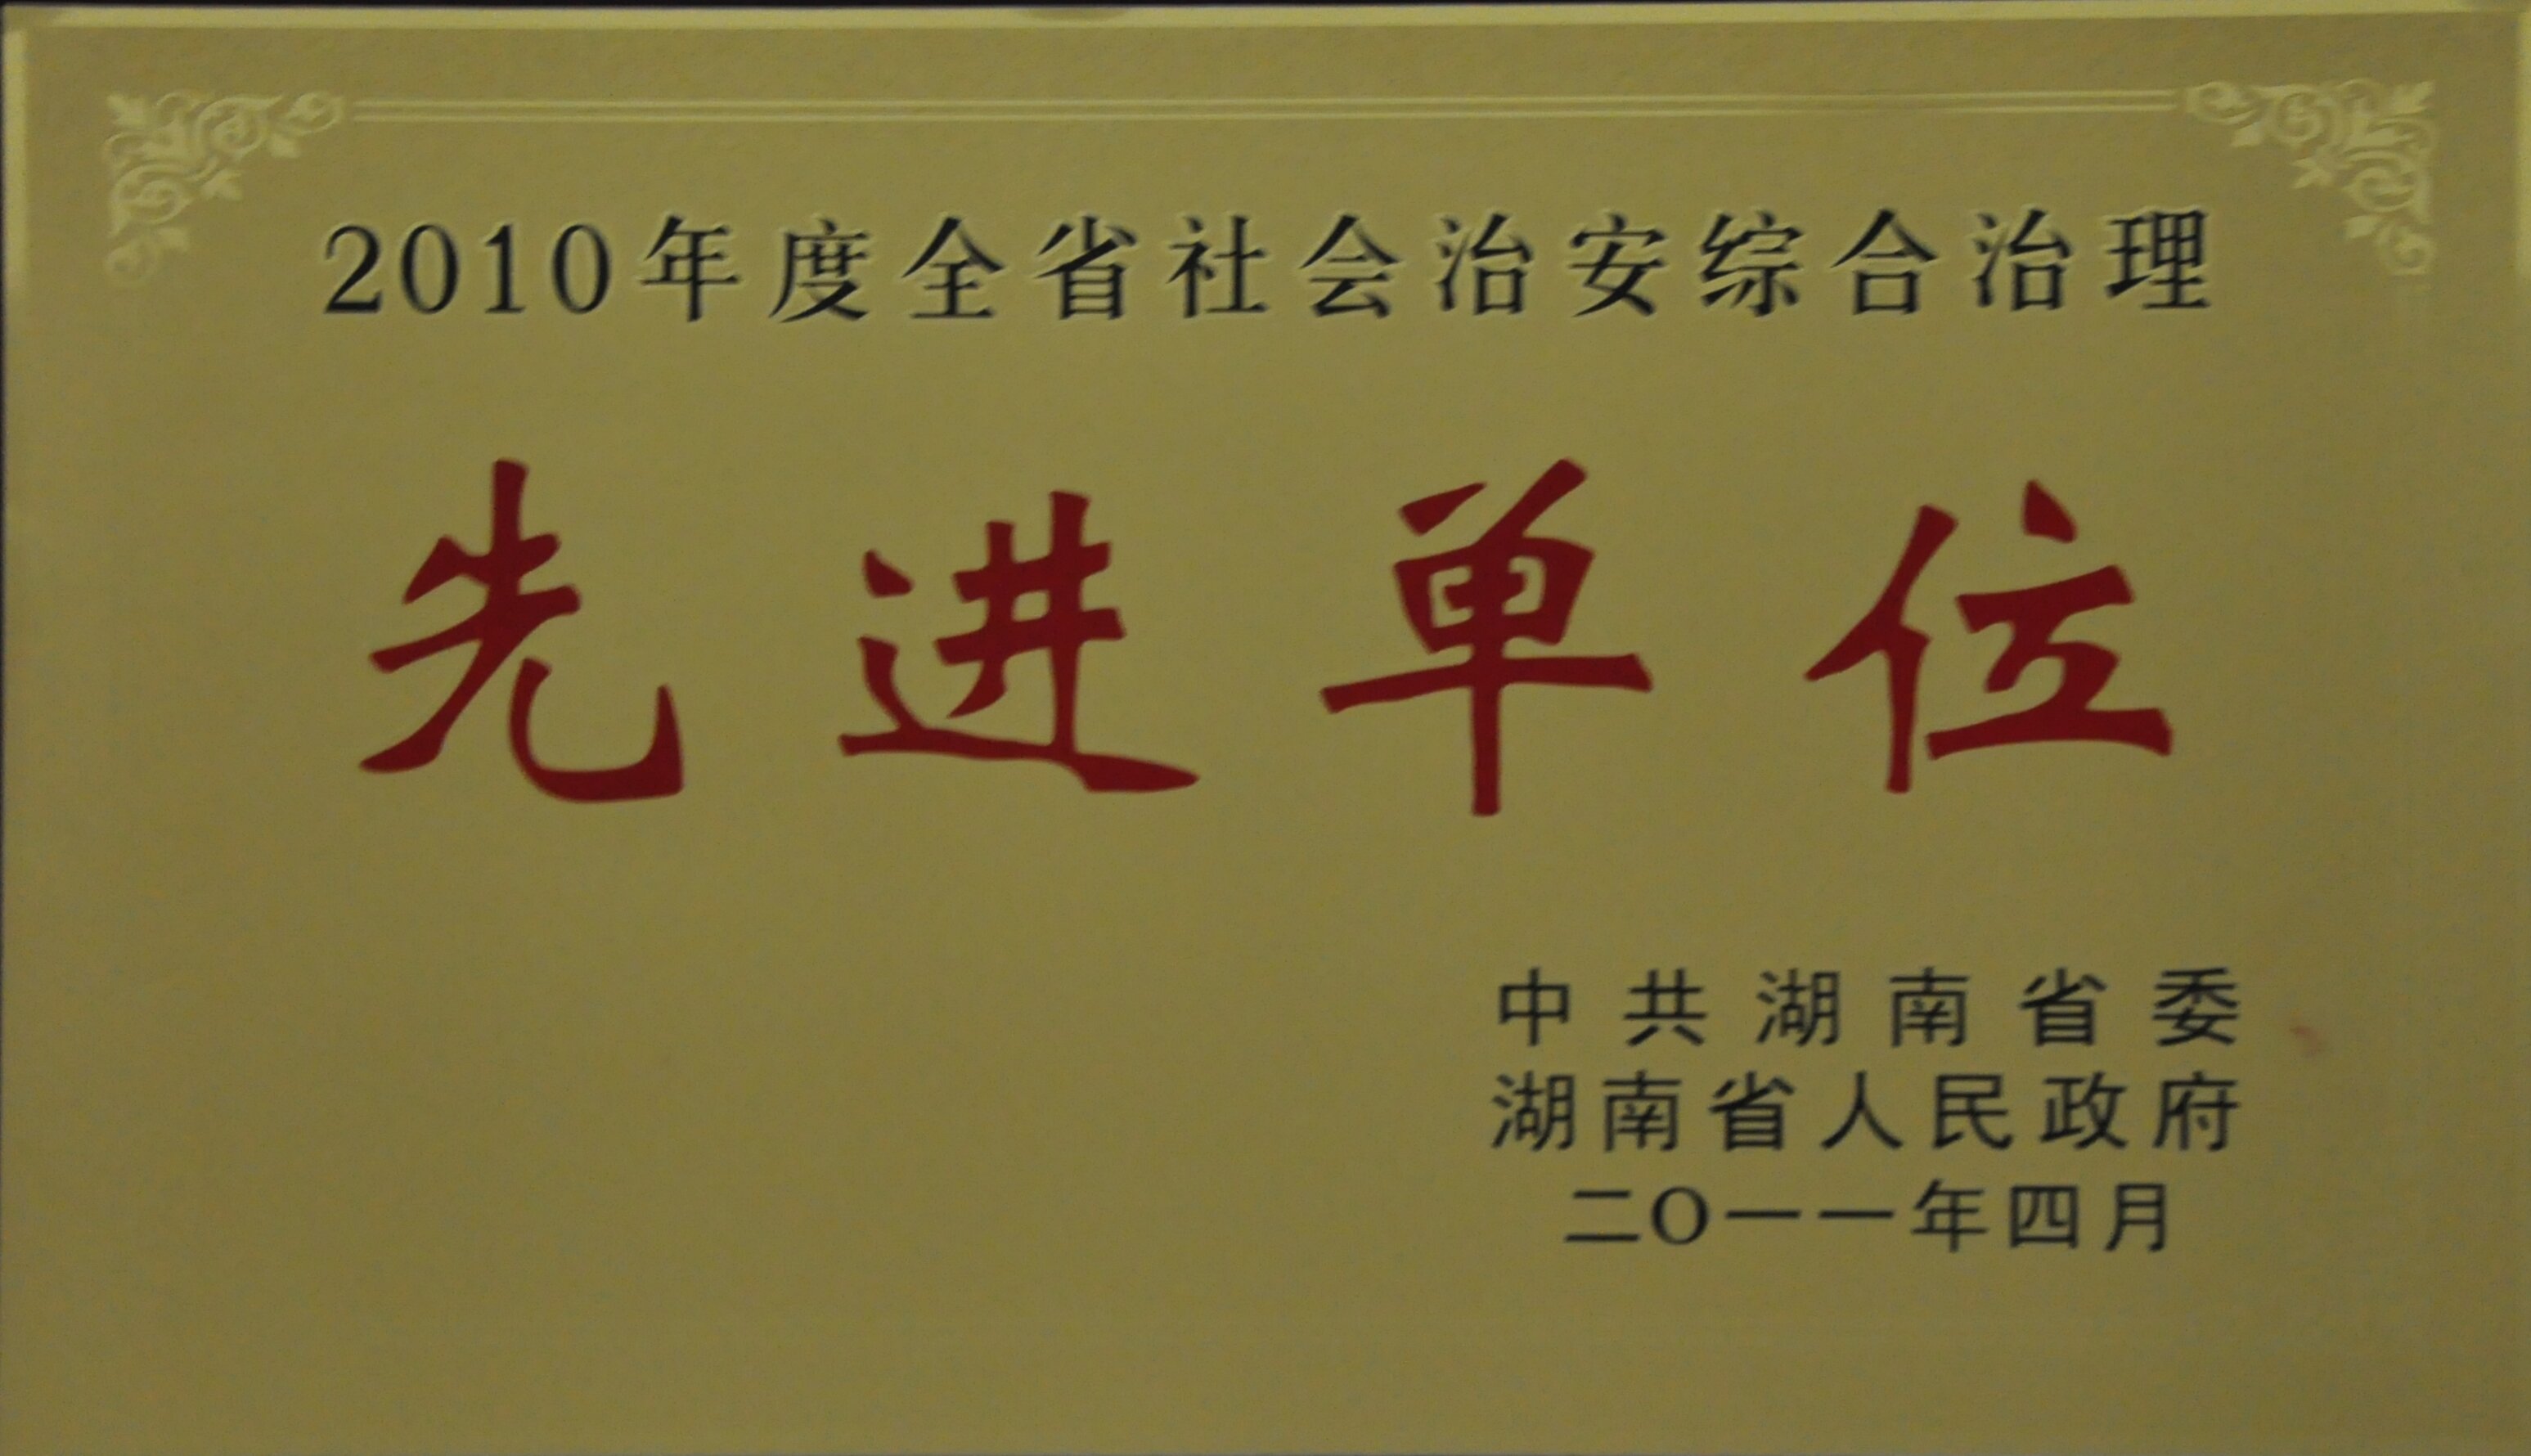 2010年度全省社会治安综合治理
先进单位
中共湖南省委
湖南省人民政府
二〇一一年四月